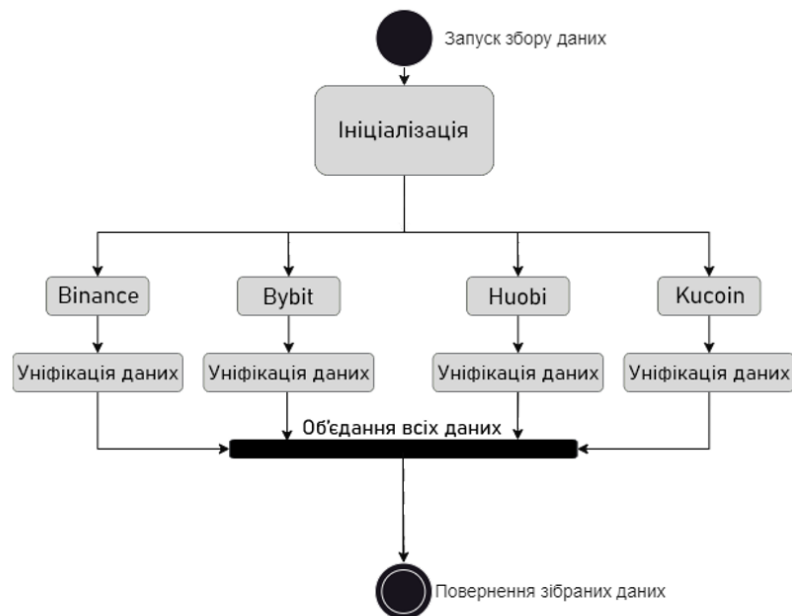 Запуск збору даних
Ініціалізація
Binance
Bybit
Huobi
Kucoin
Уніфікація даних
Уніфікація даних
Уніфікація даних
Уніфікація даних
Об'єдання всіх даних
Повернення зібраних даних